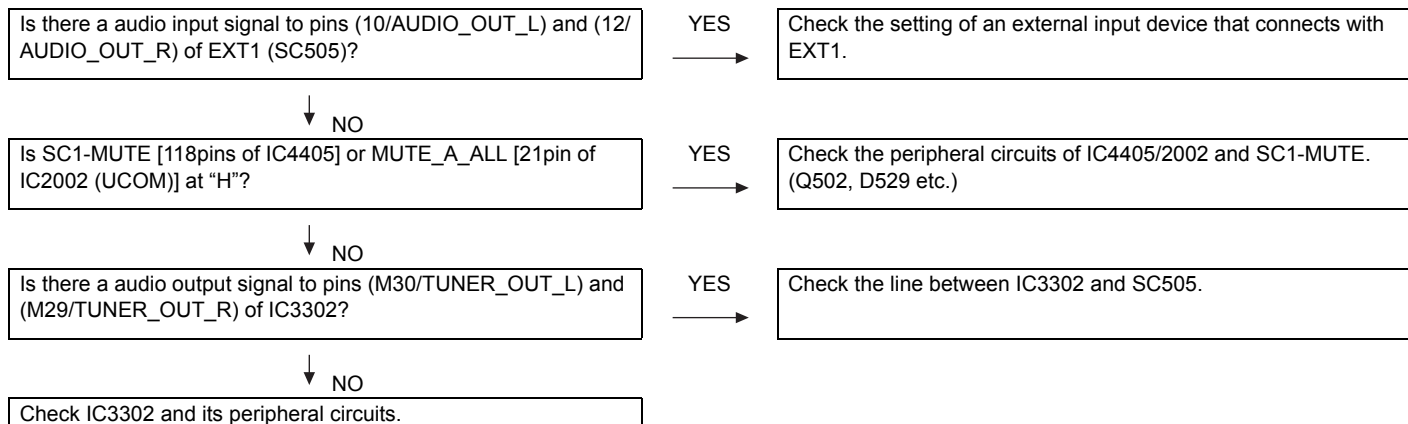 Is there a audio input signal to pins (10/AUDIO_OUT_L) and (12/
AUDIO_OUT_R) of EXT1 (SC505)?
YES
Check the setting of an external input device that connects with
EXT1.
NO
Is SC1-MUTE [118pins of IC4405] or MUTE_A_ALL [21pin of
IC2002 (UCOM)] at “H”?
YES
Check the peripheral circuits of IC4405/2002 and SC1-MUTE.
(Q502, D529 etc.)
NO
Is there a audio output signal to pins (M30/TUNER_OUT_L) and
(M29/TUNER_OUT_R) of IC3302?
YES
Check the line between IC3302 and SC505.
NO
Check IC3302 and its peripheral circuits.